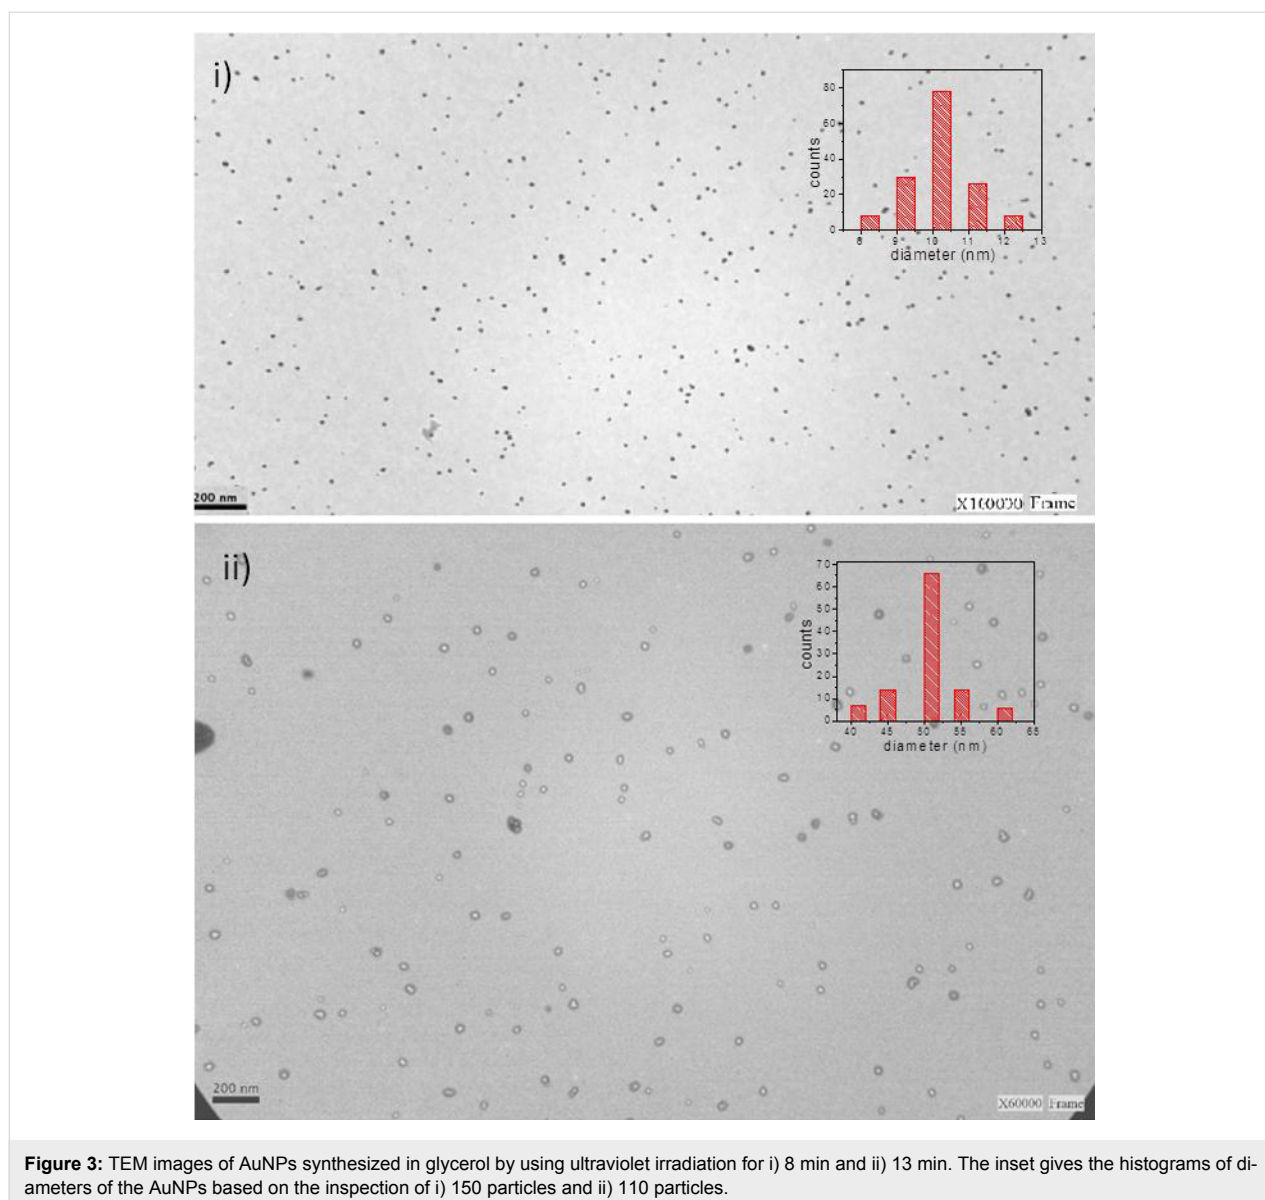 i)
80
60
40
20
0
counts
8 9 10 11 12 13
diameter (nm)
200 nm
X100000 Frame
ii)
70
60
50
40
30
20
10
0
counts
40 45 50 55 60 65
diameter (nm)
200 nm
X60000 Frame
Figure 3: TEM images of AuNPs synthesized in glycerol by using ultraviolet irradiation for i) 8 min and ii) 13 min. The inset gives the histograms of di-
ameters of the AuNPs based on the inspection of i) 150 particles and ii) 110 particles.